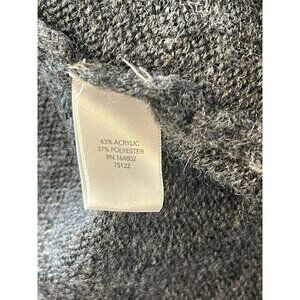 63% ACRYLIC
37% POLYESTER
RN 164802
75122